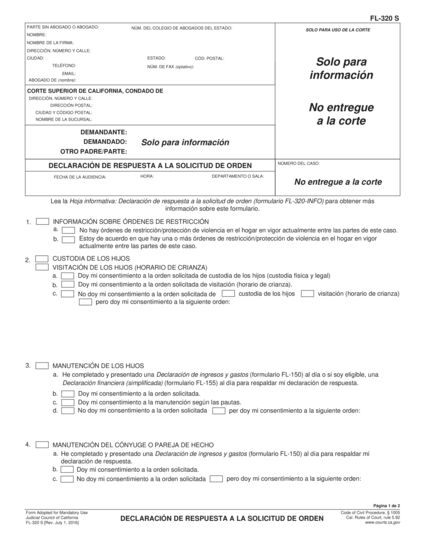 FL-320 S
PARTE SIN ABOGADO O ABOGADO:
NÚM. DEL COLEGIO DE ABOGADOS DEL ESTADO:
NOMBRE:
NOMBRE DE LA FIRMA:
DIRECCIÓN: NÚMERO Y CALLE:
CIUDAD: ESTADO: COD. POSTAL:
TELÉFONO: NÚM. DE FAX (optativo):
EMAIL:
ABOGADO DE (nombre):
SOLO PARA USO DE LA CORTE
Solo para
información
No entregue
a la corte
CORTE SUPERIOR DE CALIFORNIA, CONDADO DE
DIRECCIÓN, NÚMERO Y CALLE:
DIRECCIÓN POSTAL:
CIUDAD Y CÓDIGO POSTAL:
NOMBRE DE LA SUCURSAL:
DEMANDANTE:
DEMANDADO: Solo para información
OTRO PADRE/PARTE:
DECLARACIÓN DE RESPUESTA A LA SOLICITUD DE ORDEN
FECHA DE LA AUDIENCIA: HORA: DEPARTAMENTO O SALA:
NÚMERO DEL CASO:
No entregue a la corte
Lea la Hoja informativa: Declaración de respuesta a la solicitud de orden (formulario FL-320-INFO) para obtener más
información sobre este formulario.
1. INFORMACIÓN SOBRE ÓRDENES DE RESTRICCIÓN
a. No hay órdenes de restricción/protección de violencia en el hogar en vigor actualmente entre las partes de este caso.
b. Estoy de acuerdo en que hay una o más órdenes de restricción/protección de violencia en el hogar en vigor
actualmente entre las partes de este caso.
2. CUSTODIA DE LOS HIJOS
VISITACIÓN DE LOS HIJOS (HORARIO DE CRIANZA)
a. Doy mi consentimiento a la orden solicitada de custodia de los hijos (custodia física y legal)
b. Doy mi consentimiento a la orden solicitada de visitación (horario de crianza).
c. No doy mi consentimiento a la orden solicitada de custodia de los hijos visitación (horario de crianza)
pero doy mi consentimiento a la siguiente orden:
3. MANUTENCIÓN DE LOS HIJOS
a. He completado y presentado una Declaración de ingresos y gastos (formulario FL-150) al día o si soy eligible, una
Declaración financiera (simplificada) (formulario FL-155) al día para respaldar mi declaración de respuesta.
b. Doy mi consentimiento a la orden solicitada.
c. Doy mi consentimiento a la manutención según las pautas.
d. No doy mi consentimiento a la orden solicitada per doy mi consentimiento a la siguiente orden:
4. MANUTENCIÓN DEL CÓNYUGE O PAREJA DE HECHO
a. He completado y presentado una Declaración de ingresos y gastos (formulario FL-150) al día para respaldar mi
declaración de respuesta.
b. Doy mi consentimiento a la orden solicitada.
c. No doy mi consentimiento a la orden solicitada pero doy mi consentimiento a la siguiente orden:
Página 1 de 2
Form Adopted for Mandatory Use
Judicial Council of California
FL-320 S [Rev. July 1, 2016]
DECLARACIÓN DE RESPUESTA A LA SOLICITUD DE ORDEN
Code of Civil Procedure, § 1005
Cal. Rules of Court, rule 5.92
www.courts.ca.gov